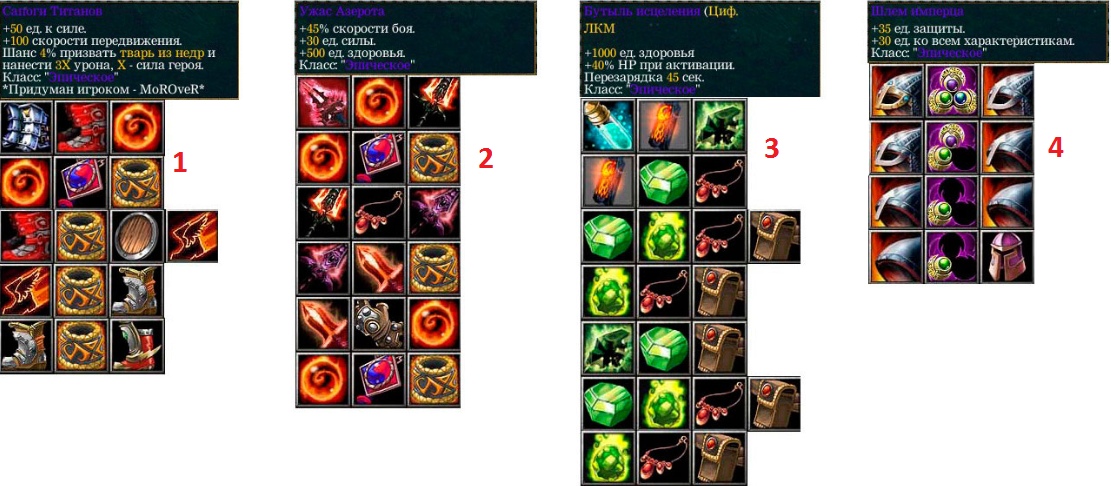 Сапоги Титанов
+50 ед. к силе.
+100 скорости передвижения.
Шанс 4% призвать тварь из недр и
нанести 3X урона, X - сила героя.
Класс: "Эпическое"
*Придуман игроком - MoROveR*
1
Ужас Азерота
+45% скорости боя.
+30 ед. силы.
+500 ед. здоровья.
Класс: "Эпическое"
2
Бутыль исцеления (Циф.
ЛКМ
+1000 ед. здоровья
+40% HP при активации.
Перезарядка 45 сек.
Класс: "Эпическое"
3
Шлем имперца
+35 ед. защиты.
+30 ед. ко всем характеристикам.
Класс: "Эпическое"
4